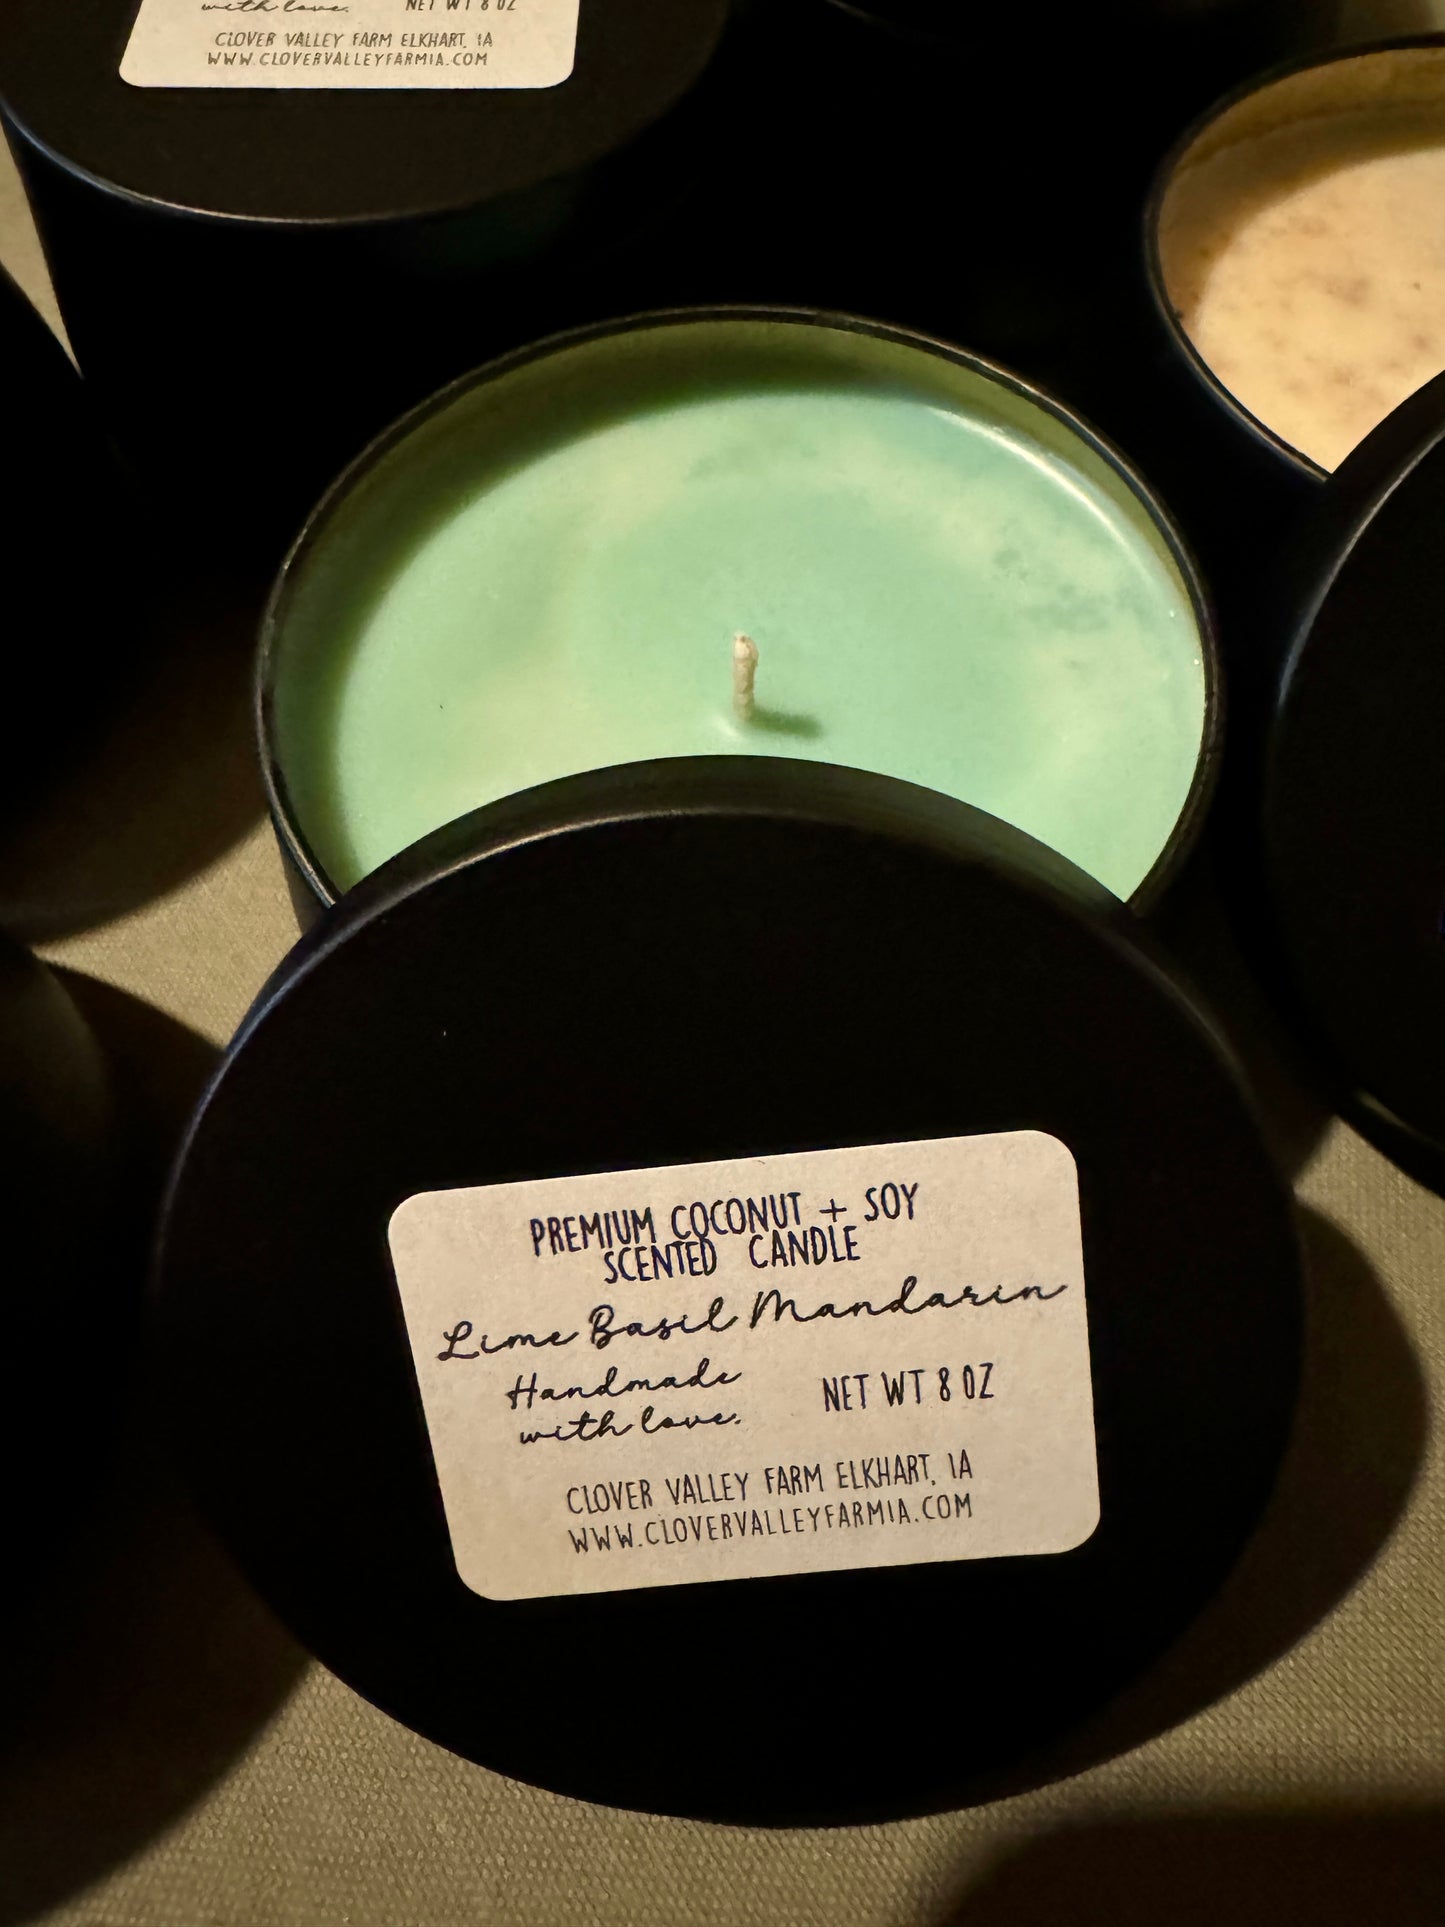 with love. NET WT 8 OZ
CLOVER VALLEY FARM ELKHART, IA
WWW.CLOVERVALLEYFARMIA.COM
PREMIUM COCONUT + SOY
SCENTED CANDLE
Lime Basil Mandarin
Handmade
with love.
NET WT 8 OZ
CLOVER VALLEY FARM ELKHART, IA
WWW.CLOVERVALLEYFARMIA.COM